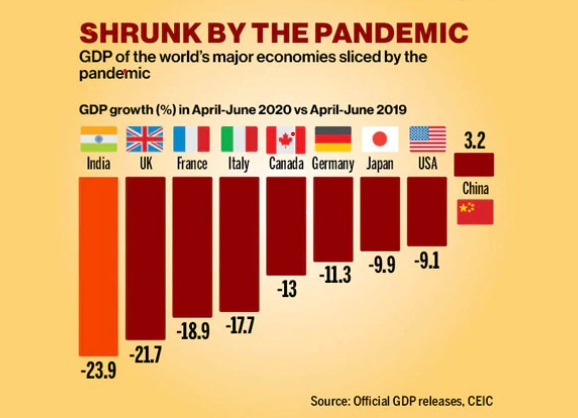 SHRUNK BY THE PANDEMIC
GDP of the world's major economies sliced by the
pandemic
GDP growth (%) in April-June 2020 vs April-June 2019
India UK France Italy Canada Germany Japan USA
3.2
China
-23.9
-21.7
-18.9
-17.7
-13
-11.3
-9.9
-9.1
Source: Official GDP releases, CEIC